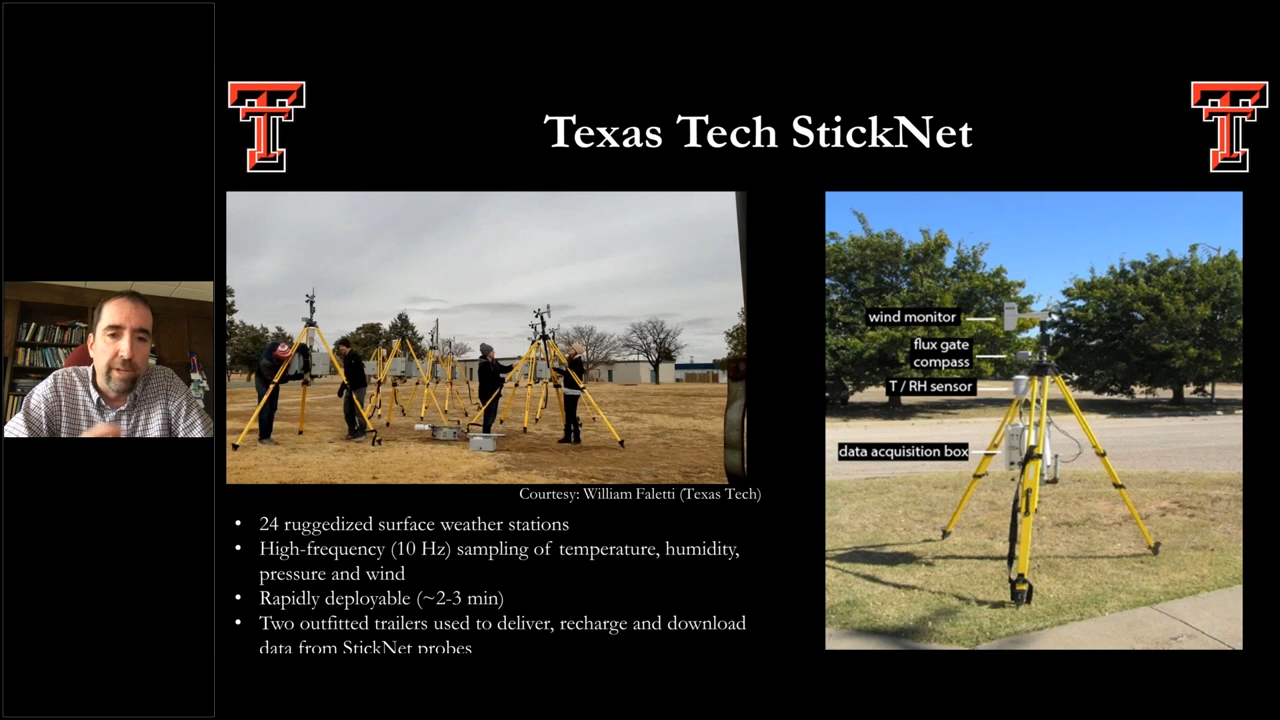 Texas Tech StickNet
wind monitor
flux gate
compass
T / RH sensor
data acquisition box
Courtesy: William Faletti (Texas Tech)
• 24 ruggedized surface weather stations
• High-frequency (10 Hz) sampling of temperature, humidity,
pressure and wind
• Rapidly deployable (~2-3 min)
• Two outfitted trailers used to deliver, recharge and download
data from StickNet probes